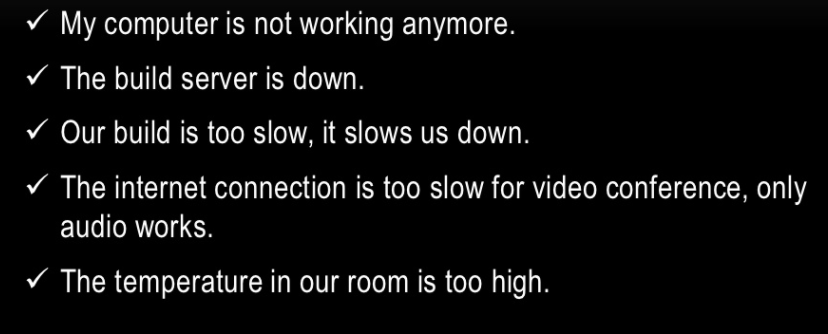 ✓ My computer is not working anymore.
✓ The build server is down.
✓ Our build is too slow, it slows us down.
✓ The internet connection is too slow for video conference, only
audio works.
✓ The temperature in our room is too high.